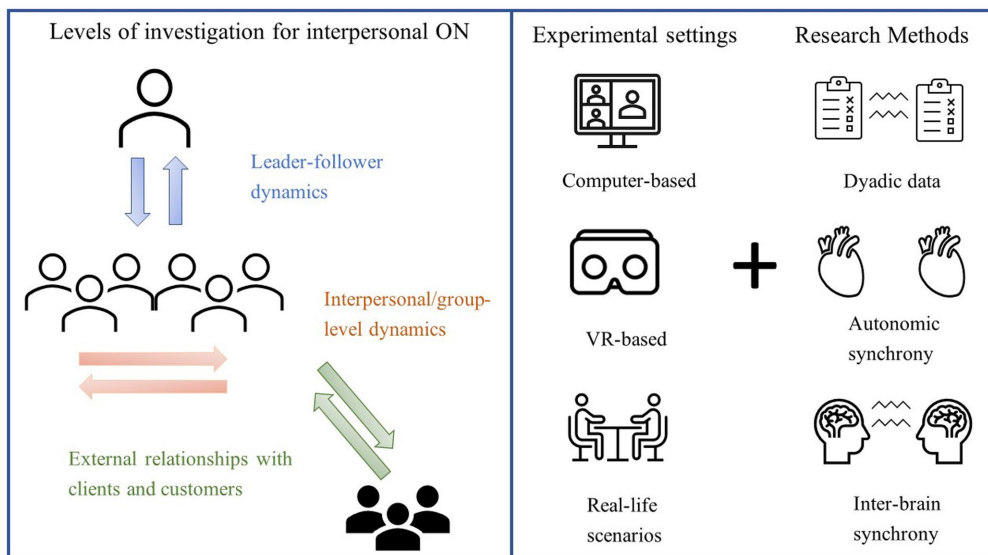 Levels of investigation for interpersonal ON
Leader-follower
dynamics
Interpersonal/group-
level dynamics
External relationships with
clients and customers
Experimental settings
Research Methods
Computer-based
Dyadic data
VR-based
Autonomic
synchrony
Real-life
scenarios
Inter-brain
synchrony